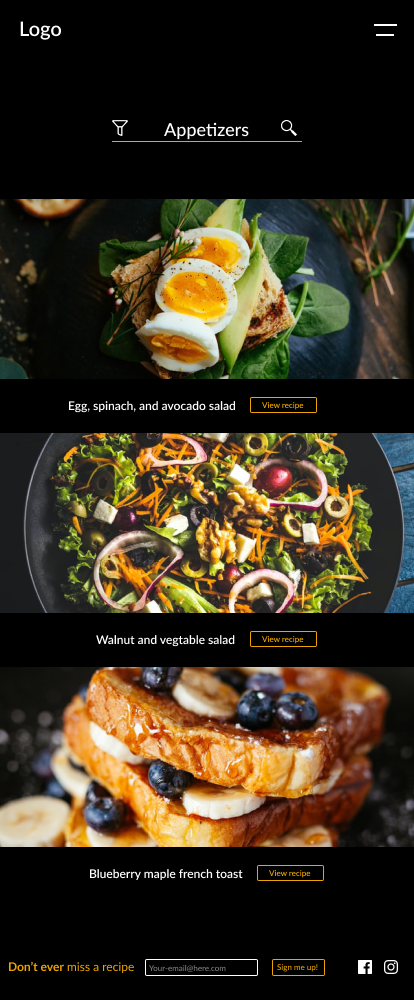 Logo
Appetizers
Egg, spinach, and avocado salad View recipe
Walnut and vegtable salad View recipe
Blueberry maple french toast View recipe
Don't ever miss a recipe Your-email@here.com Sign me up!